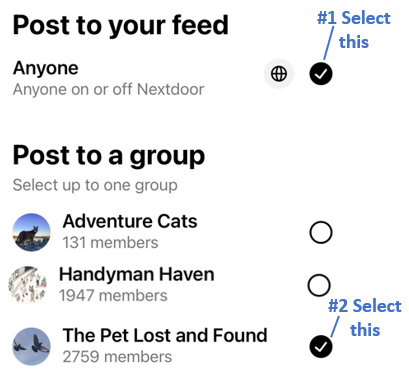 Post to your feed
#1 Select
this
Anyone
Anyone on or off Nextdoor
Post to a group
Select up to one group
Adventure Cats
131 members
Handyman Haven
1947 members
#2 Select
this
The Pet Lost and Found
2759 members